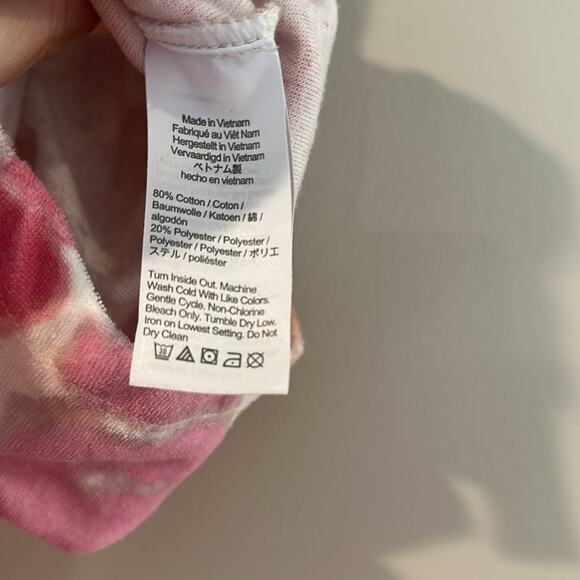 Made in Vietnam
Fabriqué au Viêt Nam
Hergestellt in Vietnam
Vervaardigd in Vietnam
ベトナム製
hecho en vietnam
80% Cotton / Coton /
Baumwolle / Katoen / 綿 /
algodón
20% Polyester / Polyester /
Polyester / Polyester / ポリエ
ステル / poliéster
Turn Inside Out. Machine
Wash Cold With Like Colors.
Gentle Cycle. Non-Chlorine
Bleach Only. Tumble Dry Low.
Iron on Lowest Setting. Do Not
Dry Clean
30